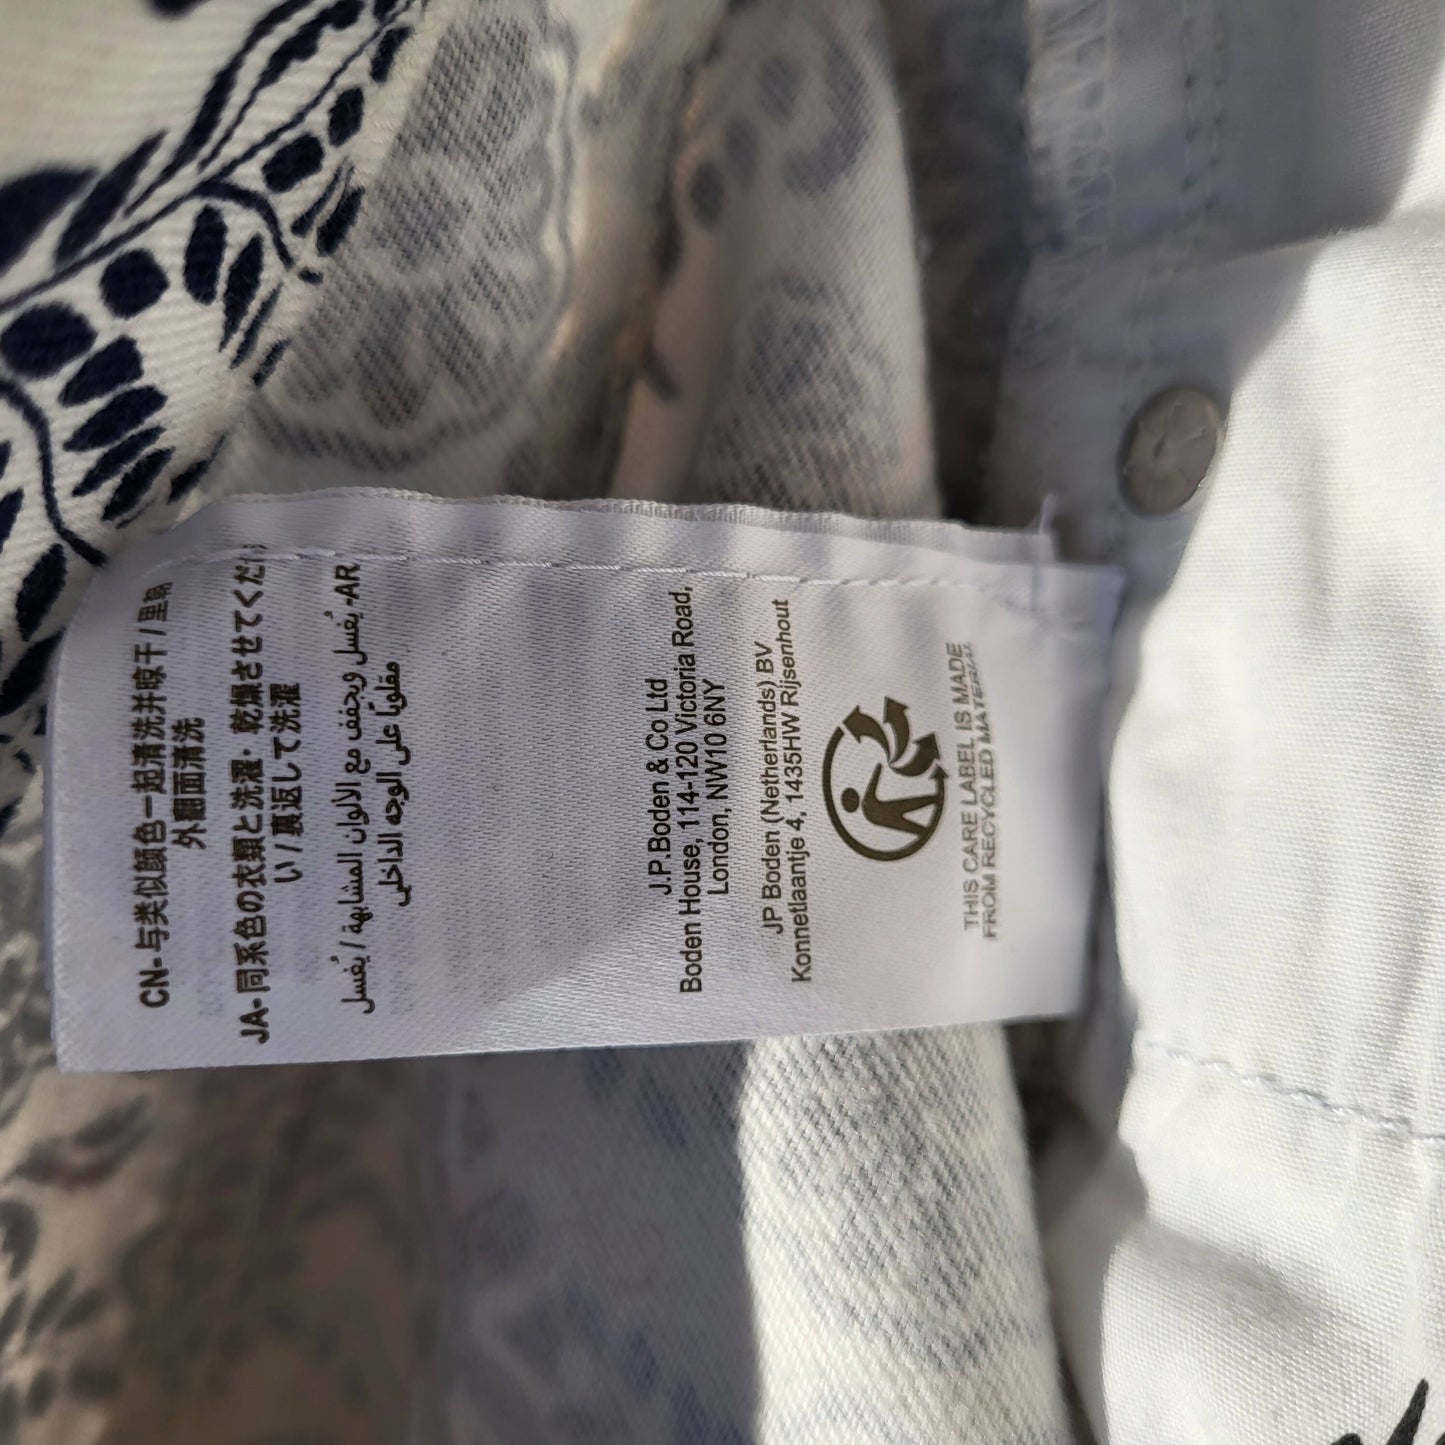 CN- 与类似颜色一起清洗并晾干 / 里
外翻面清洗
JA- 同系色の衣類と洗濯・乾燥させてくだ
い / 裏返して洗濯
AR- يُغسل ويجفف مع الألوان المشابهة / يُغسل
مقلوبًا على الوجه الداخلي
J.P.Boden & Co Ltd
Boden House, 114-120 Victoria Road,
London, NW10 6NY
JP Boden (Netherlands) BV
Konnetlaantje 4, 1435HW Rijsenhout
THIS CARE LABEL IS MADE
FROM RECYCLED MATERIAL